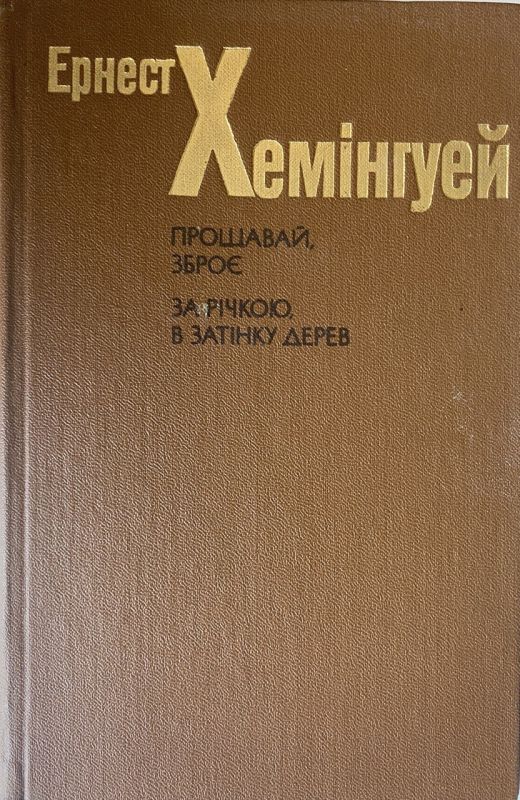 Ернест
Хемінгуей
ПРОЩАВАЙ,
ЗБРОЄ
ЗА РІЧКОЮ,
В ЗАТІНКУ ДЕРЕВ